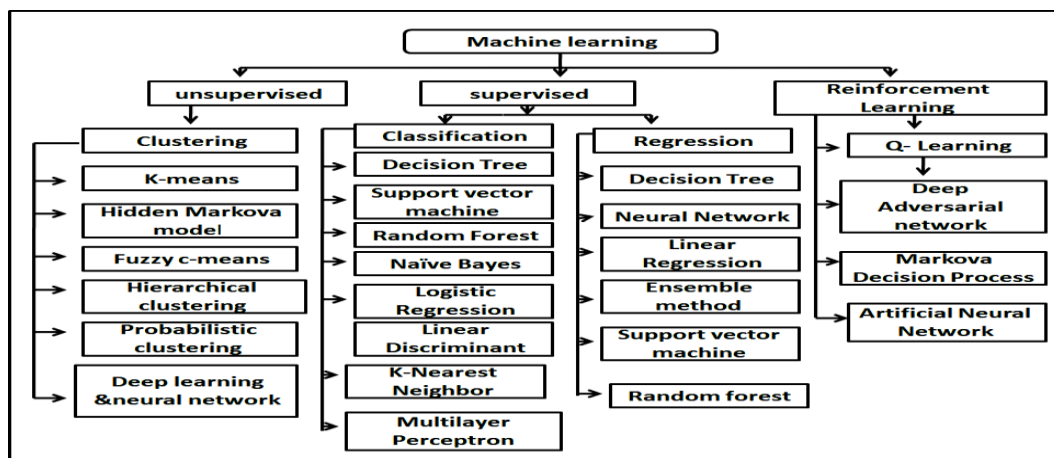 Machine learning
unsupervised
supervised
Reinforcement
Learning
Clustering
K-means
Hidden Markova
model
Fuzzy c-means
Hierarchical
clustering
Probabilistic
clustering
Deep learning
&neural network
Classification
Decision Tree
Support vector
machine
Random Forest
Naïve Bayes
Logistic
Regression
Linear
Discriminant
K-Nearest
Neighbor
Multilayer
Perceptron
Regression
Decision Tree
Neural Network
Linear
Regression
Ensemble
method
Support vector
machine
Random forest
Q- Learning
Deep
Adversarial
network
Markova
Decision Process
Artificial Neural
Network